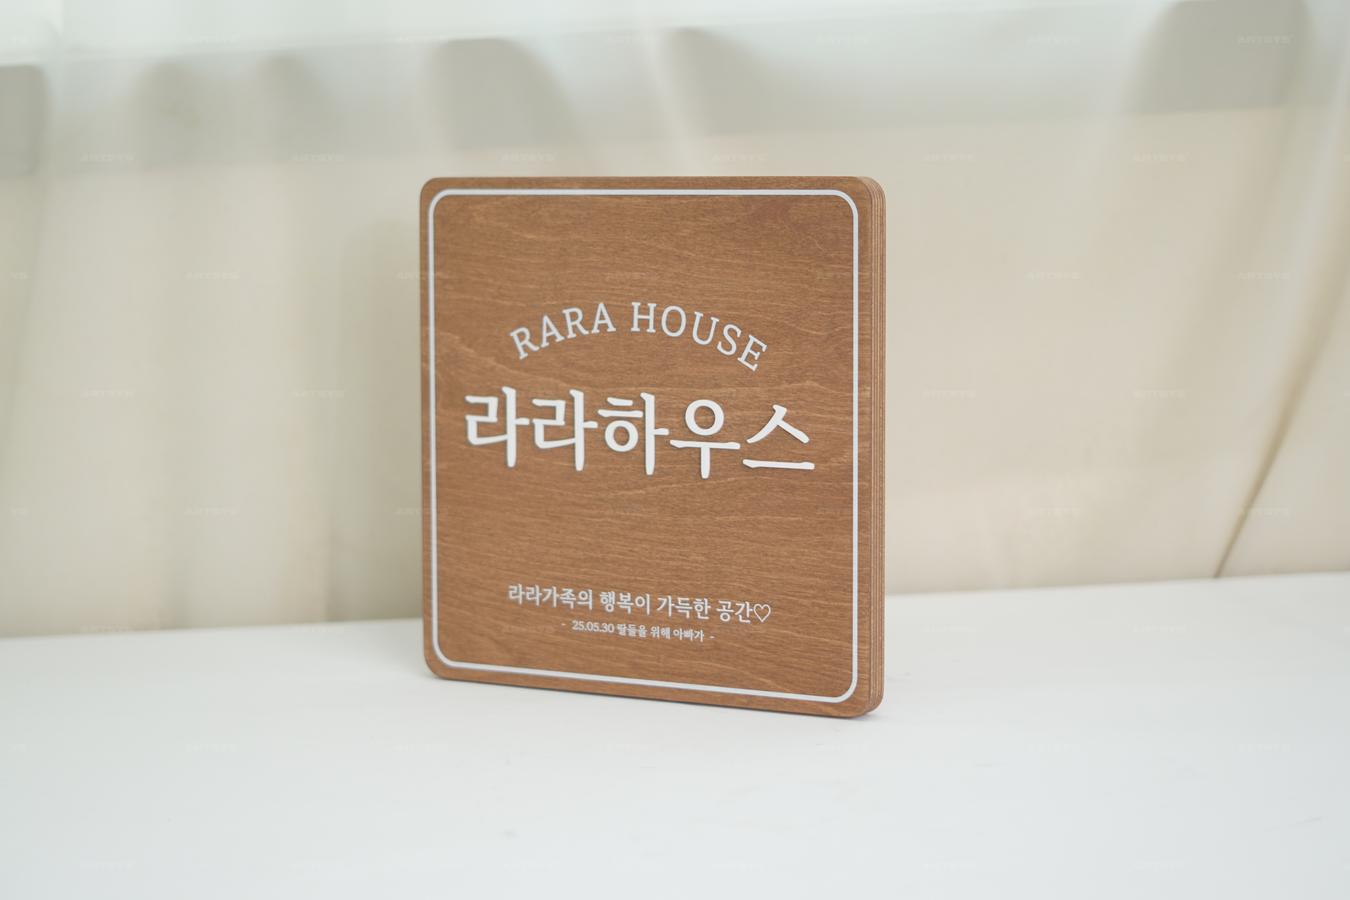 RARA HOUSE
라라하우스
라라가족의 행복이 가득한 공간♡
- 25.05.30 딸들을 위해 아빠가 -